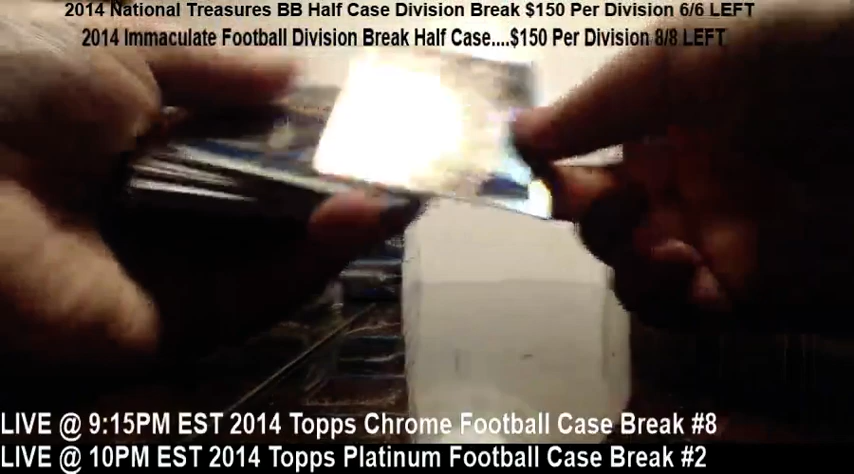 2014 National Treasures BB Half Case Division Break $150 Per Division 6/6 LEFT
2014 Immaculate Football Division Break Half Case....$150 Per Division 8/8 LEFT
LIVE @ 9:15PM EST 2014 Topps Chrome Football Case Break #8
LIVE @ 10PM EST 2014 Topps Platinum Football Case Break #2